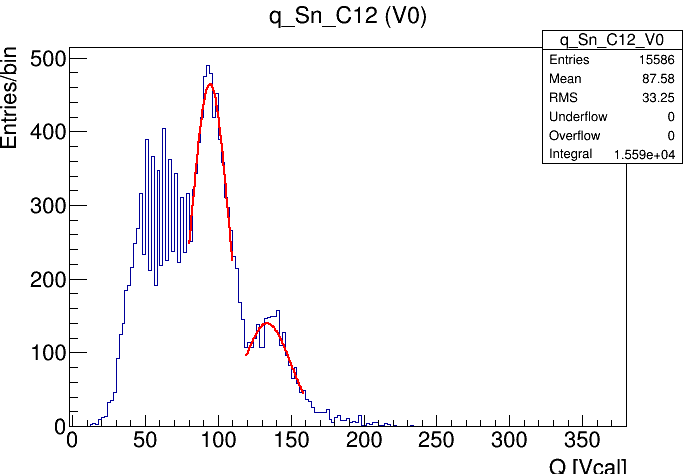 q_Sn_C12 (V0)
q_Sn_C12_V0
Entries 15586
Mean 87.58
RMS 33.25
Underflow 0
Overflow 0
Integral 1.559e+04
Entries/bin
500
400
300
200
100
0
0 50 100 150 200 250 300 350
Q [Vcal]